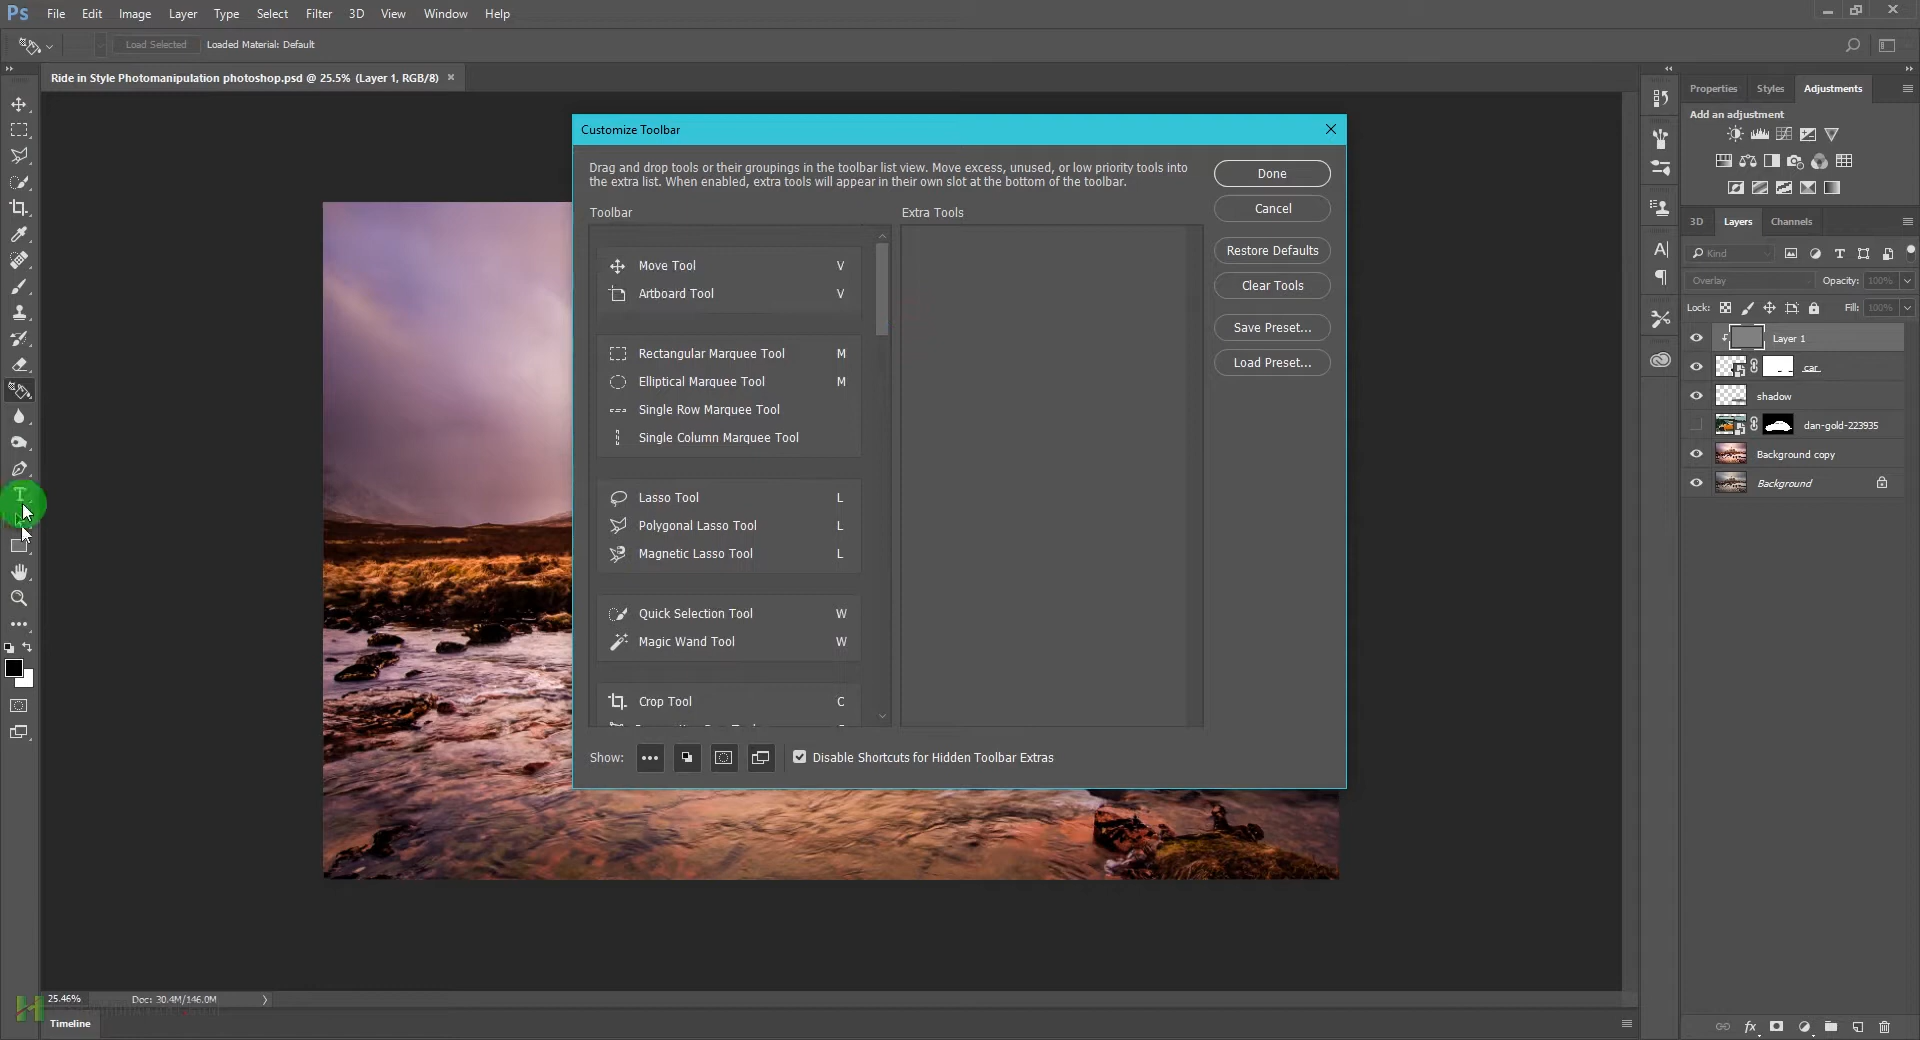 Ps File Edit Image Layer Type Select Filter 3D View Window Help
Load Selected Loaded Material: Default
Ride in Style Photomanipulation photoshop.psd @ 25.5% (Layer 1, RGB/8) ×
Customize Toolbar
Drag and drop tools or their groupings in the toolbar list view. Move excess, unused, or low priority tools into
the extra list. When enabled, extra tools will appear in their own slot at the bottom of the toolbar.
Toolbar
Move Tool V
Artboard Tool V
Rectangular Marquee Tool M
Elliptical Marquee Tool M
Single Row Marquee Tool
Single Column Marquee Tool
Lasso Tool L
Polygonal Lasso Tool L
Magnetic Lasso Tool L
Quick Selection Tool W
Magic Wand Tool W
Crop Tool C
Extra Tools
Done
Cancel
Restore Defaults
Clear Tools
Save Preset...
Load Preset...
Show: Disable Shortcuts for Hidden Toolbar Extras
Properties Styles Adjustments
Add an adjustment
3D Layers Channels
Kind
Overlay Opacity: 100%
Lock: Fill: 100%
Layer 1
car
shadow
dan-gold-223935
Background copy
Background
25.46% Doc: 30.4M/146.0M
Timeline